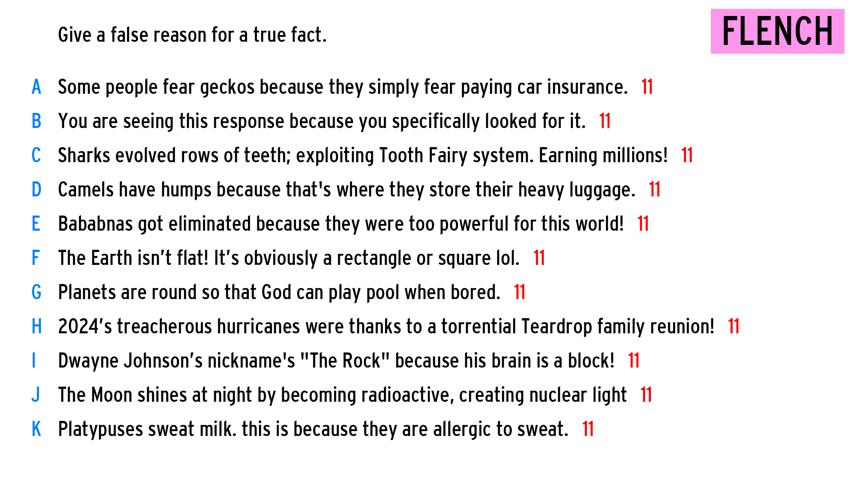 Give a false reason for a true fact.
FLENCH
A Some people fear geckos because they simply fear paying car insurance. 11
B You are seeing this response because you specifically looked for it. 11
C Sharks evolved rows of teeth; exploiting Tooth Fairy system. Earning millions! 11
D Camels have humps because that's where they store their heavy luggage. 11
E Bababnas got eliminated because they were too powerful for this world! 11
F The Earth isn’t flat! It’s obviously a rectangle or square lol. 11
G Planets are round so that God can play pool when bored. 11
H 2024’s treacherous hurricanes were thanks to a torrential Teardrop family reunion! 11
I Dwayne Johnson’s nickname's "The Rock" because his brain is a block! 11
J The Moon shines at night by becoming radioactive, creating nuclear light 11
K Platypuses sweat milk. this is because they are allergic to sweat. 11